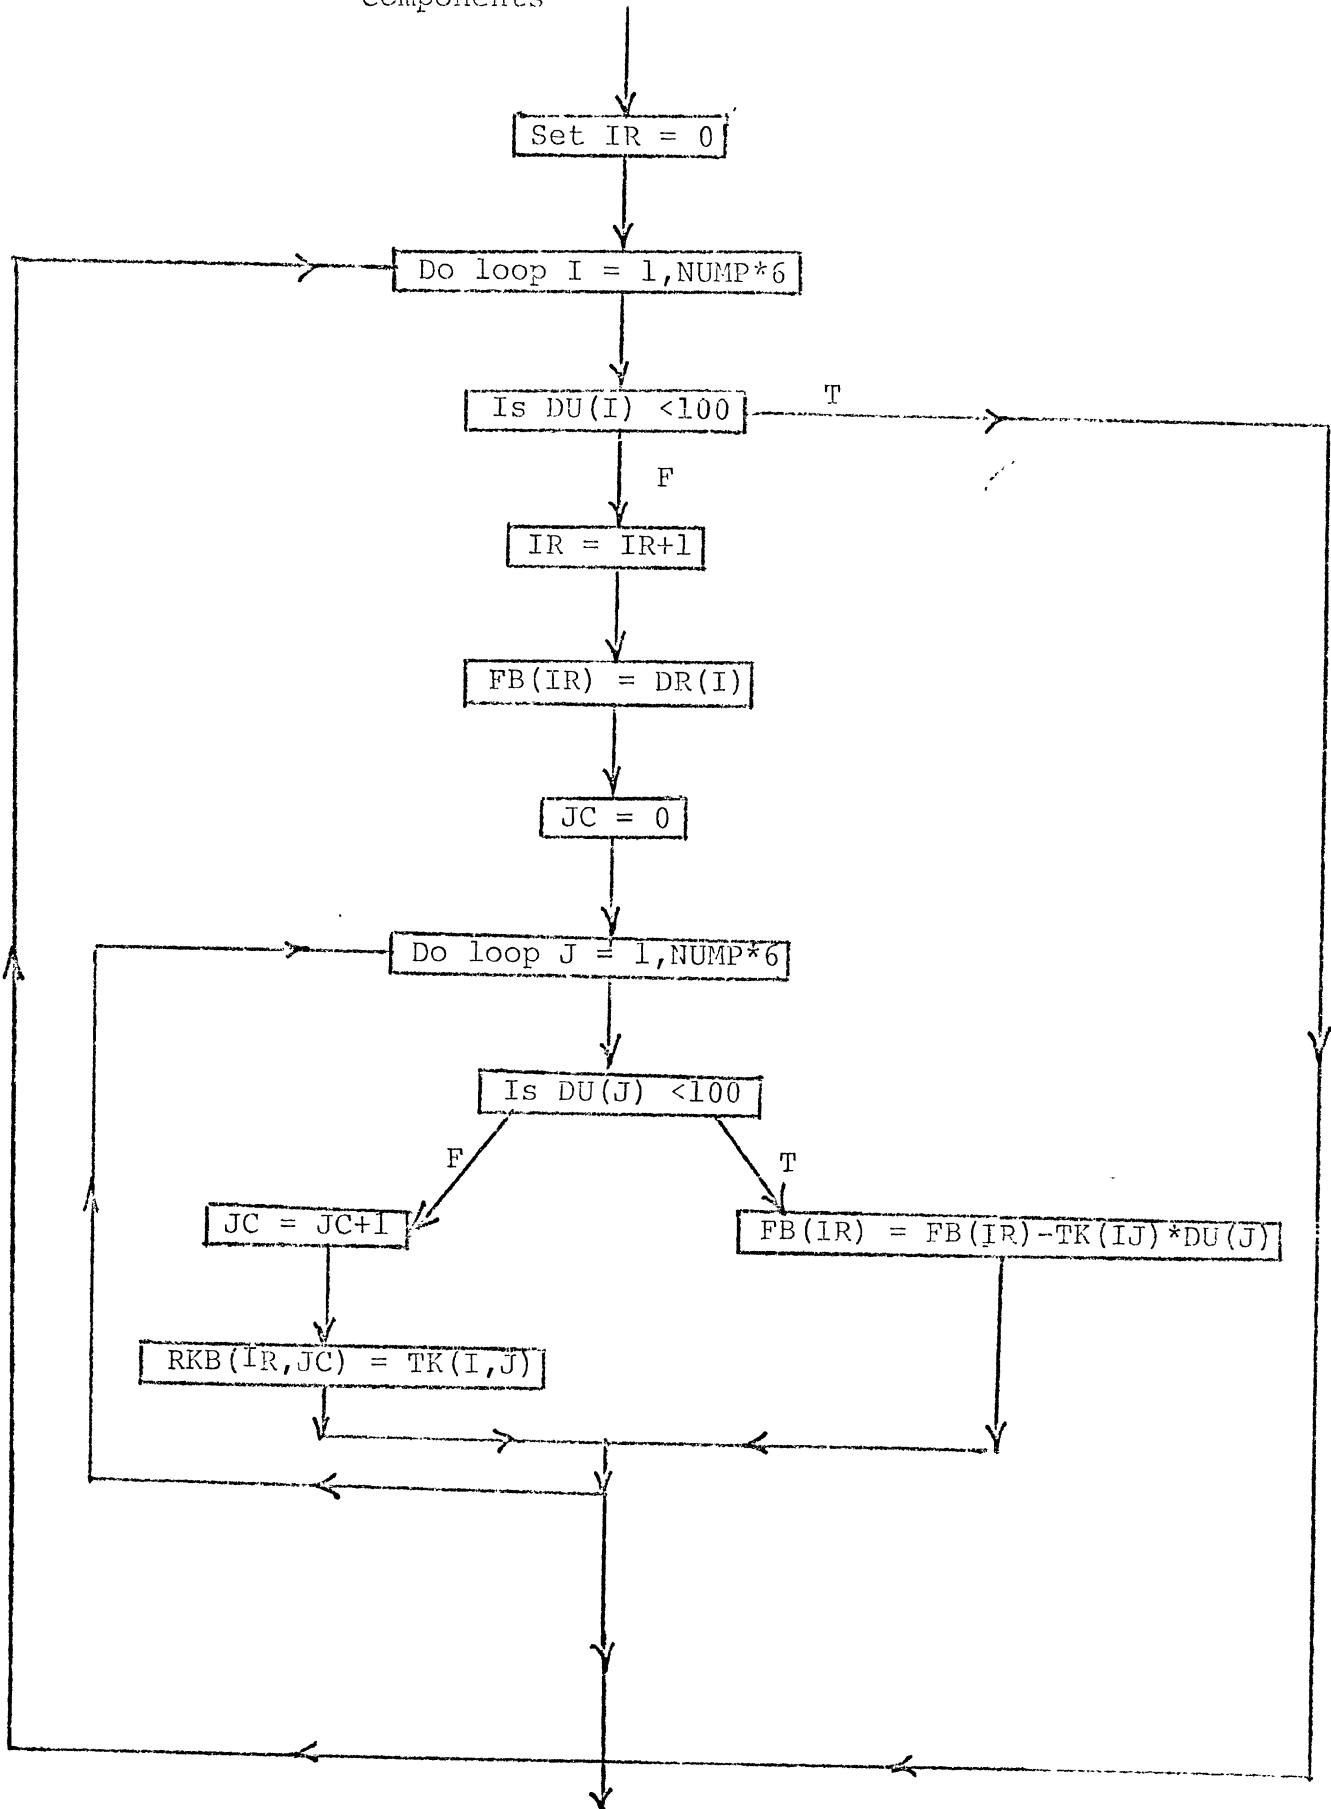 Components
Set IR = 0
Do loop I = 1,NUMP*6
Is DU(I) <100
T
F
IR = IR+1
FB(IR) = DR(I)
JC = 0
Do loop J = 1,NUMP*6
Is DU(J) <100
F
T
JC = JC+1
FB(IR) = FB(IR)-TK(IJ)*DU(J)
RKB(IR,JC) = TK(I,J)